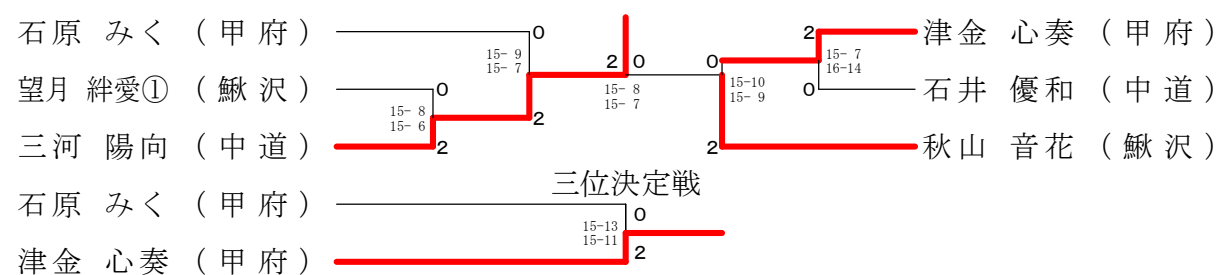 石原 みく （甲 府） 0 2 津金 心奏 （甲 府）
15- 9 15- 7
15- 7 2 0 0 16-14
望月 絆愛① （鰍 沢） 0 15- 8 15-10 0 石井 優和 （中 道）
15- 7 15- 9
15- 8
15- 6 2
三河 陽向 （中 道） 2 2 秋山 音花 （鰍 沢）
三位決定戦
石原 みく （甲 府） 0
15-13
15-11
津金 心奏 （甲 府） 2